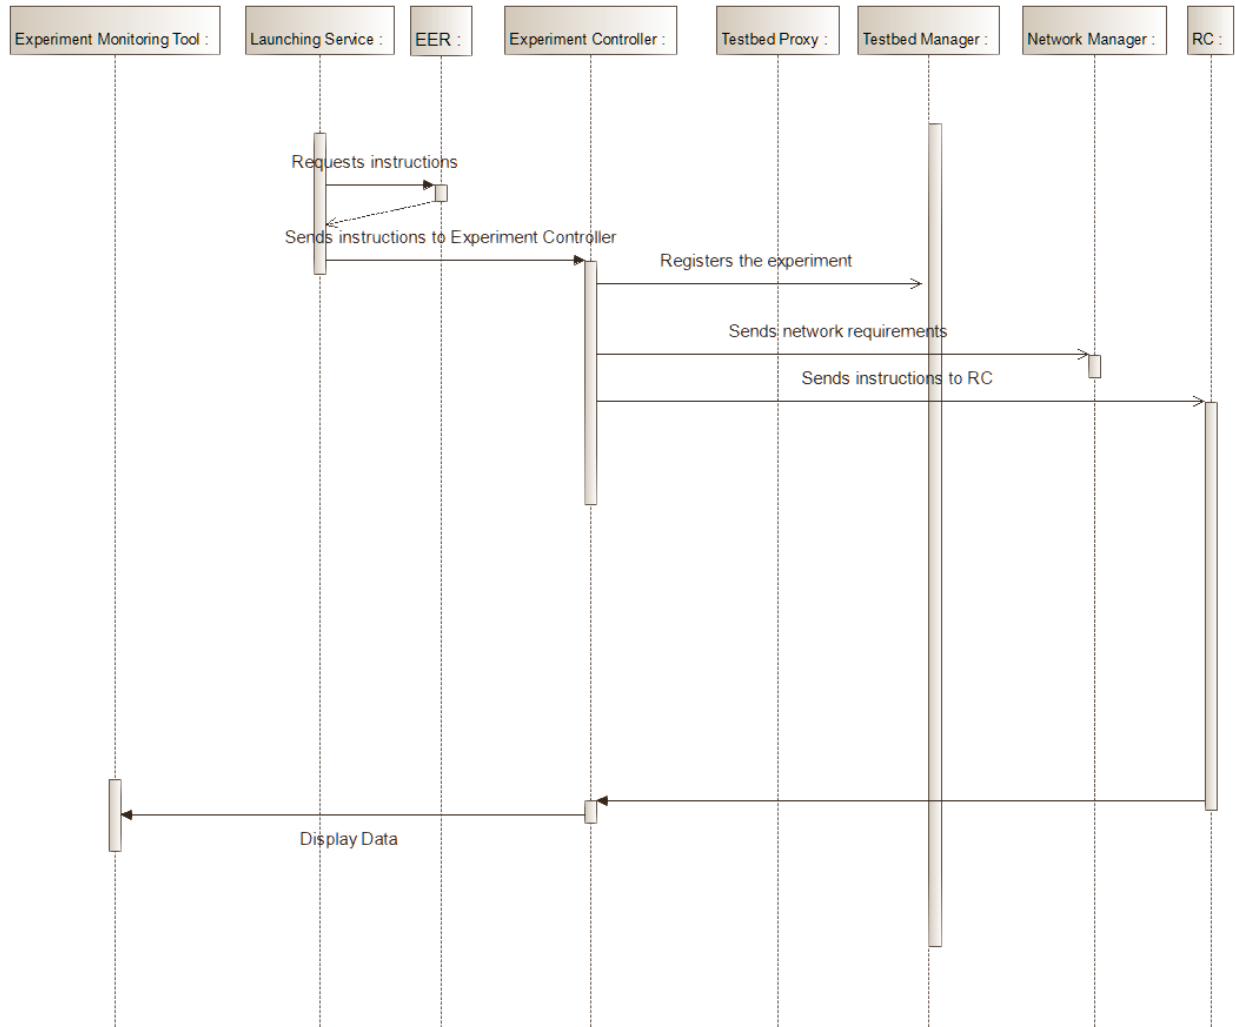 Experiment Monitoring Tool :
Launching Service :
EER :
Experiment Controller :
Testbed Proxy :
Testbed Manager :
Network Manager :
RC :
Requests instructions
Sends instructions to Experiment Controller
Registers the experiment
Sends network requirements
Sends instructions to RC
Display Data